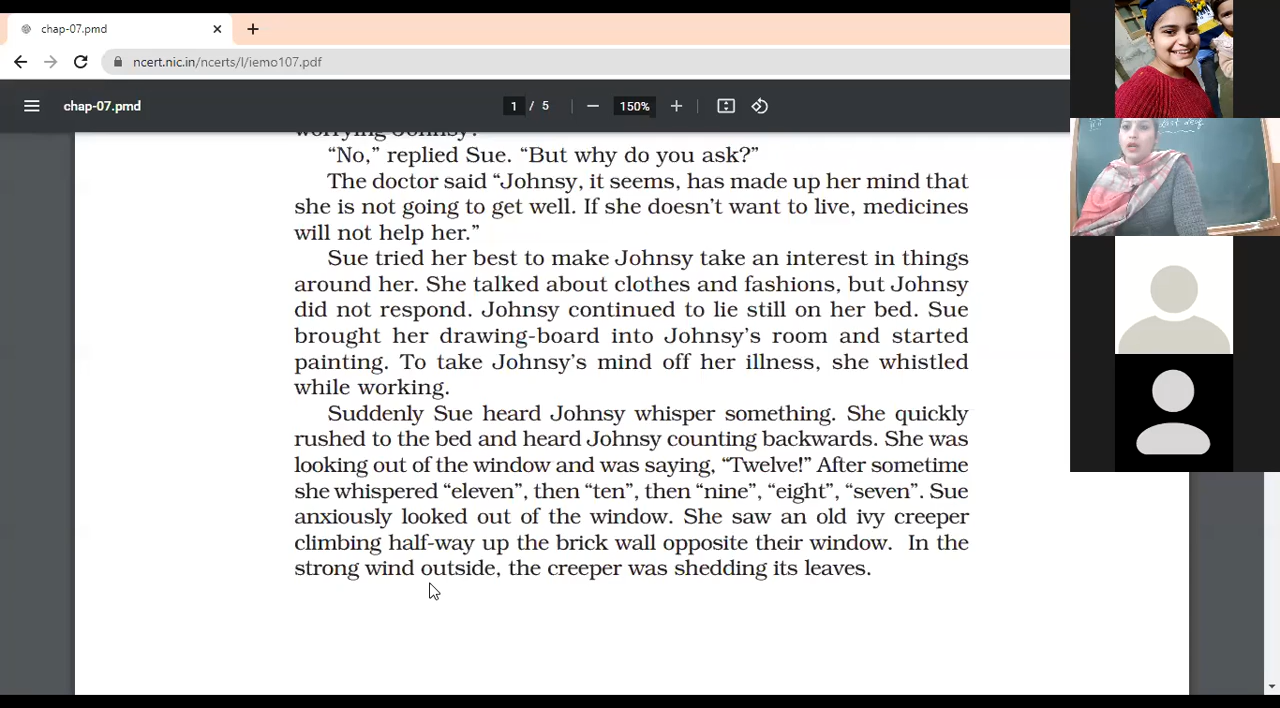 chap-07.pmd
ncert.nic.in/ncerts/l/iemo107.pdf
chap-07.pmd
1 / 5
150%
worrying Johnsy?
“No,” replied Sue. “But why do you ask?”
The doctor said “Johnsy, it seems, has made up her mind that
she is not going to get well. If she doesn’t want to live, medicines
will not help her.”
Sue tried her best to make Johnsy take an interest in things
around her. She talked about clothes and fashions, but Johnsy
did not respond. Johnsy continued to lie still on her bed. Sue
brought her drawing-board into Johnsy’s room and started
painting. To take Johnsy’s mind off her illness, she whistled
while working.
Suddenly Sue heard Johnsy whisper something. She quickly
rushed to the bed and heard Johnsy counting backwards. She was
looking out of the window and was saying, “Twelve!” After sometime
she whispered “eleven”, then “ten”, then “nine”, “eight”, “seven”. Sue
anxiously looked out of the window. She saw an old ivy creeper
climbing half-way up the brick wall opposite their window. In the
strong wind outside, the creeper was shedding its leaves.